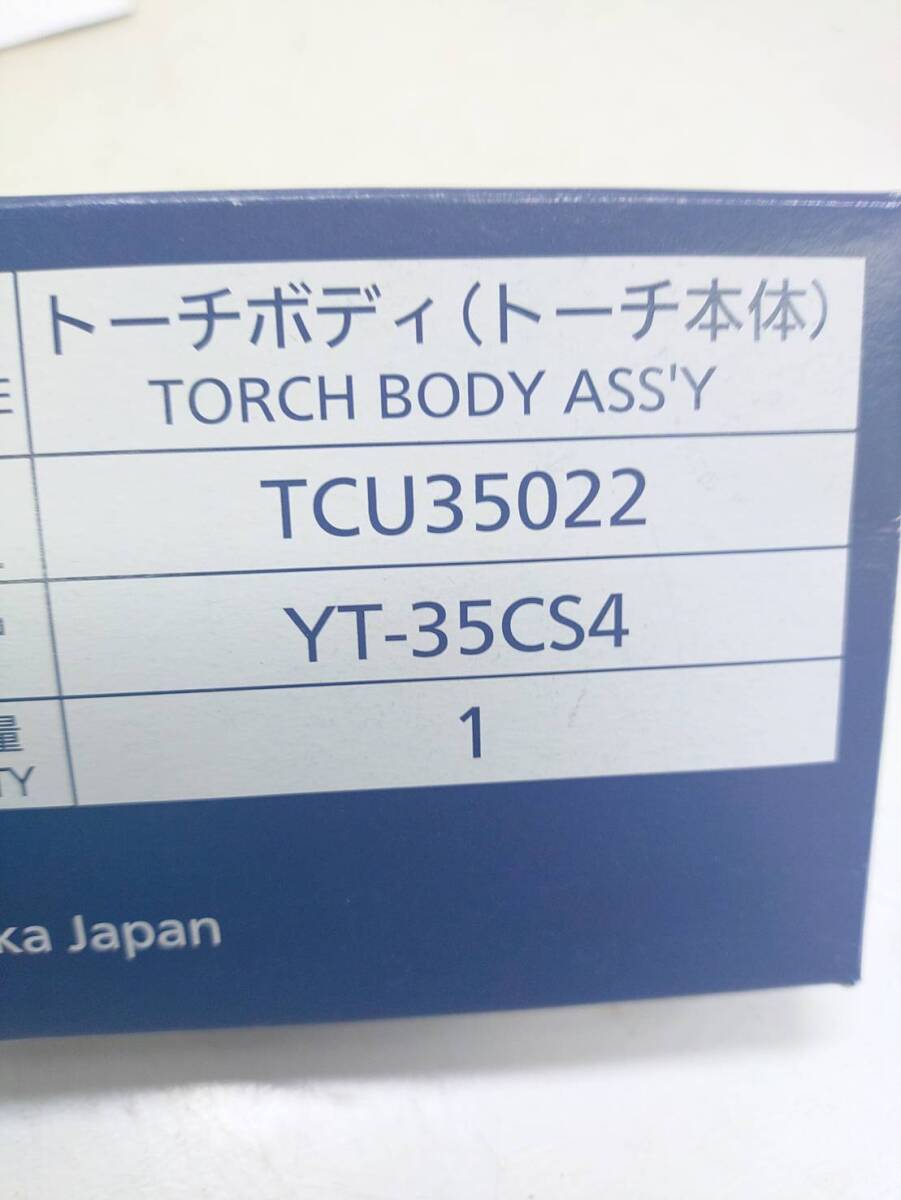 トーチボディ(トーチ本体)
TORCH BODY ASS'Y
TCU35022
YT-35CS4
量
TY
1
ka Japan